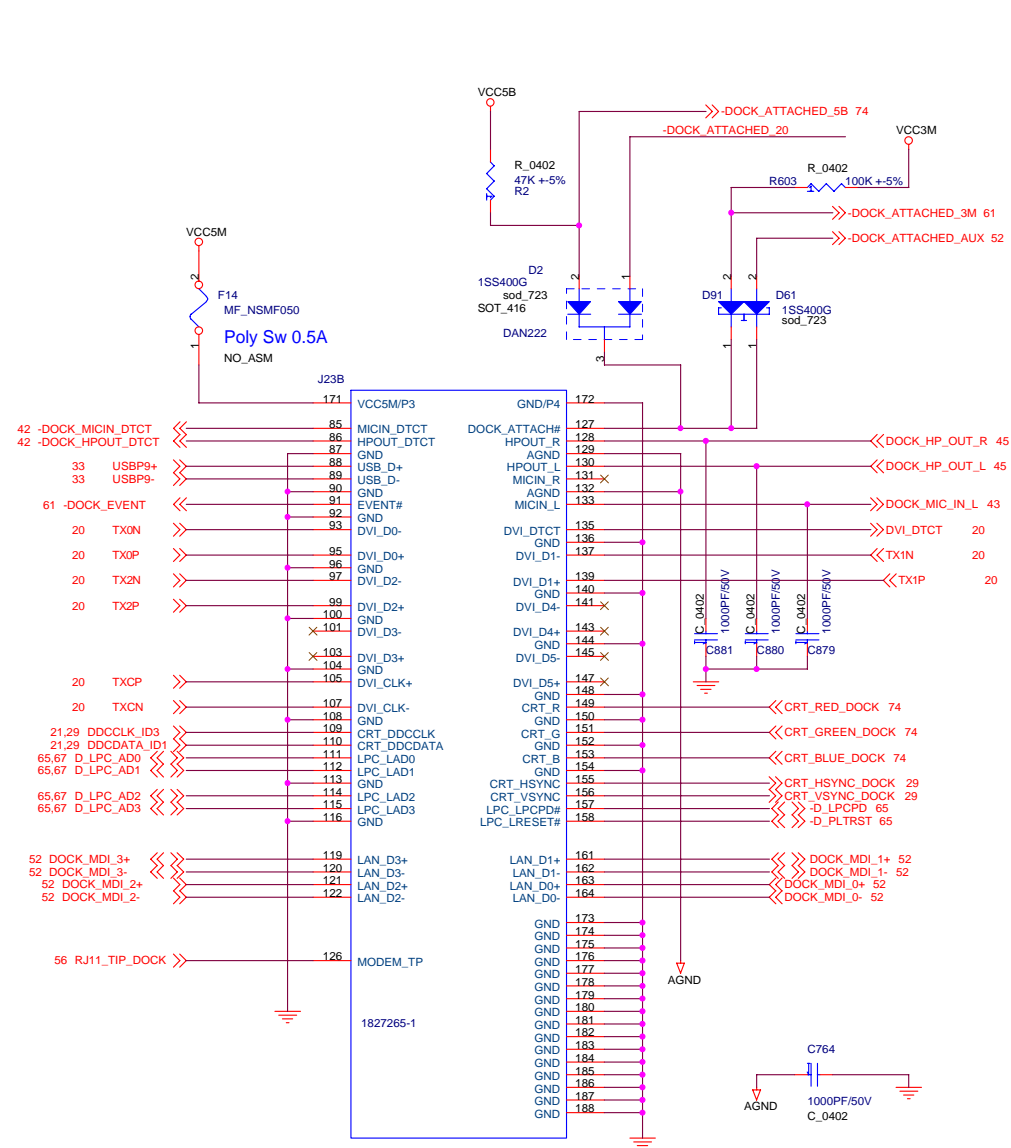 VCC5B
-DOCK_ATTACHED_5B 74
-DOCK_ATTACHED_20
VCC3M
R_0402
47K +-5%
R2
R_0402
R603
1
100K +-5%
-DOCK_ATTACHED_3M 61
-DOCK_ATTACHED_AUX 52
VCC5M
2
F14
MF_NSMF050
Poly Sw 0.5A
NO_ASM
1
D2
1SS400G
sod_723
SOT_416
DAN222
2
1
3
D91
D61
1SS400G
sod_723
2
2
1
1
J23B
171 VCC5M/P3
GND/P4 172
42 -DOCK_MICIN_DTCT 85 MICIN_DTCT
42 -DOCK_HPOUT_DTCT 86 HPOUT_DTCT
87 GND
33 USBP9+ 88 USB_D+
33 USBP9- 89 USB_D-
90 GND
61 -DOCK_EVENT 91 EVENT#
92 GND
20 TX0N 93 DVI_D0-
20 TX0P 95 DVI_D0+
96 GND
20 TX2N 97 DVI_D2-
20 TX2P 99 DVI_D2+
100 GND
101 DVI_D3-
103 DVI_D3+
104 GND
20 TXCP 105 DVI_CLK+
20 TXCN 107 DVI_CLK-
108 GND
21,29 DDCCLK_ID3 109 CRT_DDCCLK
21,29 DDCDATA_ID1 110 CRT_DDCDATA
65,67 D_LPC_AD0 111 LPC_LAD0
65,67 D_LPC_AD1 112 LPC_LAD1
113 GND
65,67 D_LPC_AD2 114 LPC_LAD2
65,67 D_LPC_AD3 115 LPC_LAD3
116 GND
52 DOCK_MDI_3+ 119 LAN_D3+
52 DOCK_MDI_3- 120 LAN_D3-
52 DOCK_MDI_2+ 121 LAN_D2+
52 DOCK_MDI_2- 122 LAN_D2-
56 RJ11_TIP_DOCK 126 MODEM_TP
1827265-1
DOCK_ATTACH# 127
HPOUT_R 128 DOCK_HP_OUT_R 45
AGND 129
HPOUT_L 130 DOCK_HP_OUT_L 45
MICIN_R 131
AGND 132
MICIN_L 133 DOCK_MIC_IN_L 43
DVI_DTCT 135 DVI_DTCT 20
GND 136
DVI_D1- 137 TX1N 20
DVI_D1+ 139 TX1P 20
GND 140
DVI_D4- 141
DVI_D4+ 143
GND 144
DVI_D5- 145
DVI_D5+ 147
GND 148
CRT_R 149 CRT_RED_DOCK 74
GND 150
CRT_G 151 CRT_GREEN_DOCK 74
GND 152
CRT_B 153 CRT_BLUE_DOCK 74
GND 154
CRT_HSYNC 155 CRT_HSYNC_DOCK 29
CRT_VSYNC 156 CRT_VSYNC_DOCK 29
LPC_LPCPD# 157 -D_LPCPD 65
LPC_LRESET# 158 -D_PLTRST 65
LAN_D1+ 161 DOCK_MDI_1+ 52
LAN_D1- 162 DOCK_MDI_1- 52
LAN_D0+ 163 DOCK_MDI_0+ 52
LAN_D0- 164 DOCK_MDI_0- 52
GND 173
GND 174
GND 175
GND 176
GND 177
GND 178
GND 179
GND 180
GND 181
GND 182
GND 183
GND 184
GND 185
GND 186
GND 187
GND 188
C_0402
1000PF/50V
C881
C_0402
1000PF/50V
C880
C_0402
1000PF/50V
C879
AGND
C764
AGND
1000PF/50V
C_0402